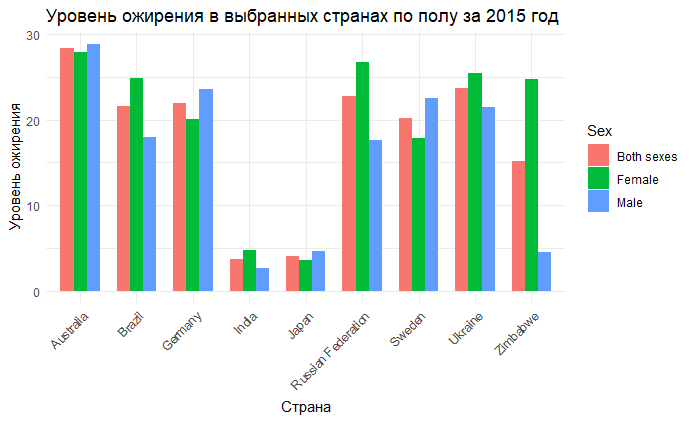 Уровень ожирения в выбранных странах по полу за 2015 год
30
20
10
0
Уровень ожирения
Australia
Brazil
Germany
India
Japan
Russian Federation
Sweden
Ukraine
Zimbabwe
Страна
Sex
Both sexes
Female
Male